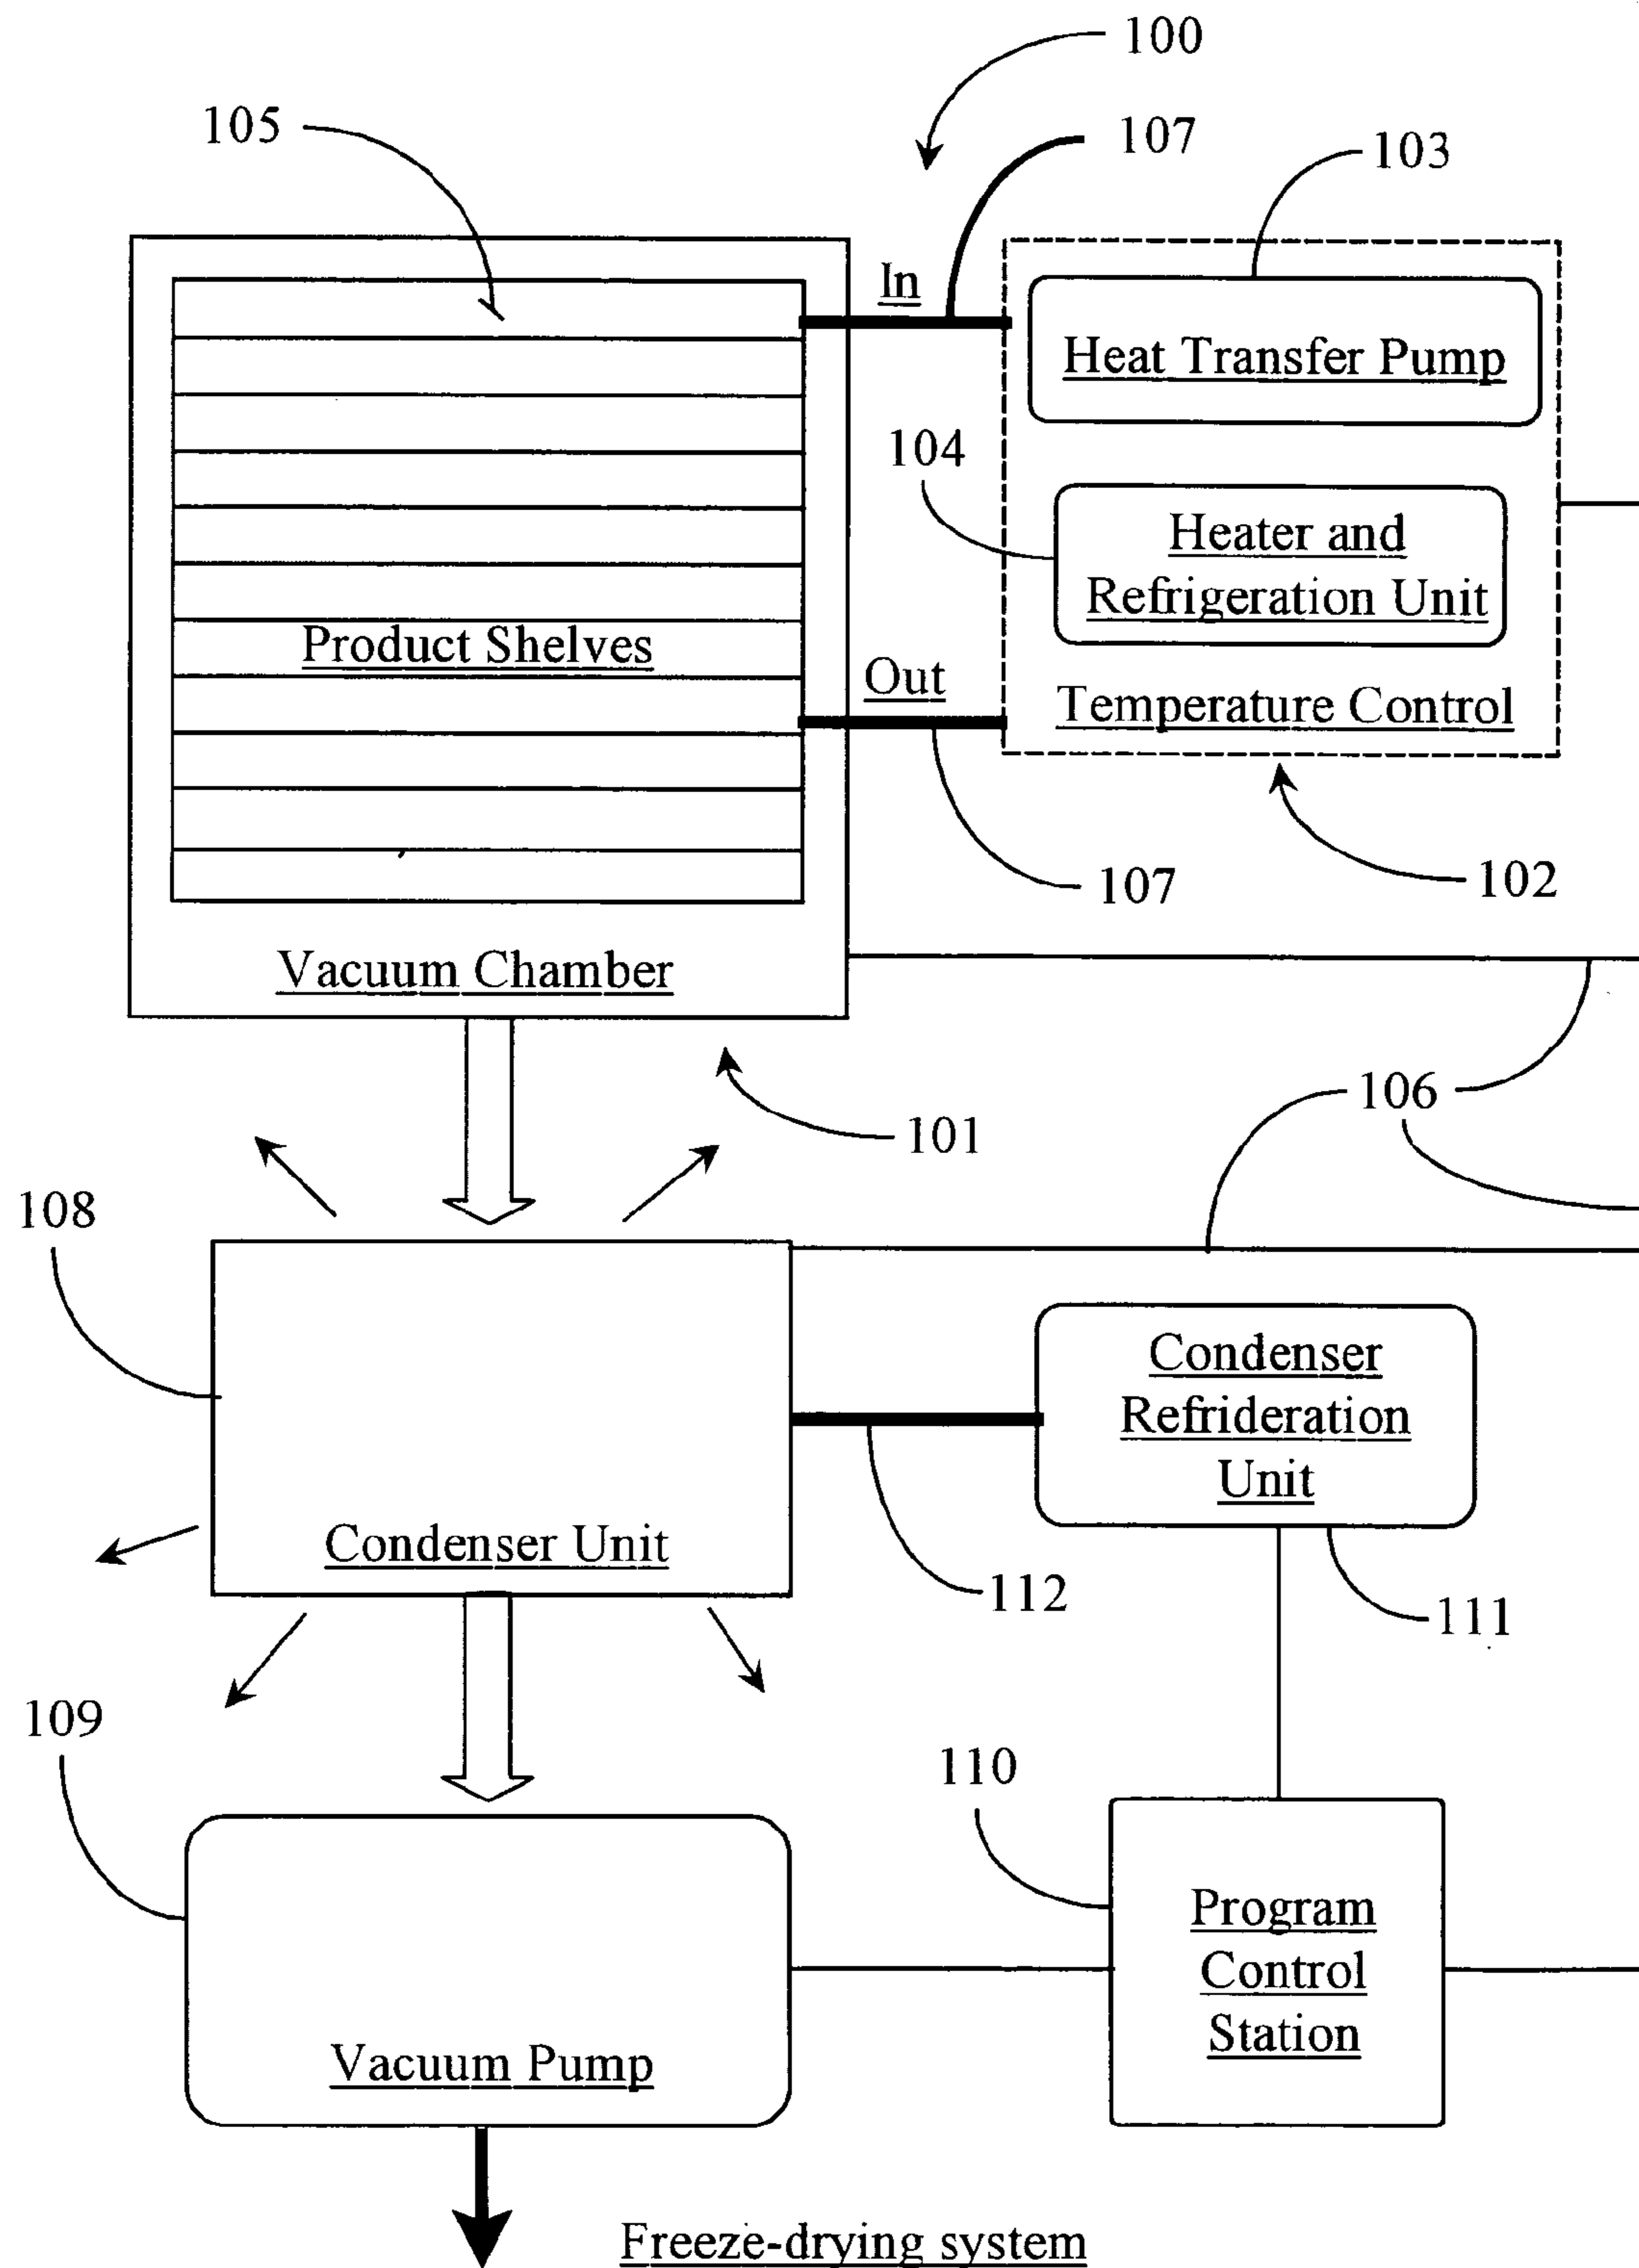 100
105
107
103
In
Heat Transfer Pump
104
Heater and
Refrigeration Unit
Product Shelves
Out
Temperature Control
107
102
Vacuum Chamber
106
101
108
Condenser
Refrideration
Unit
Condenser Unit
112
111
109
110
Program
Control
Station
Vacuum Pump
Freeze-drying system